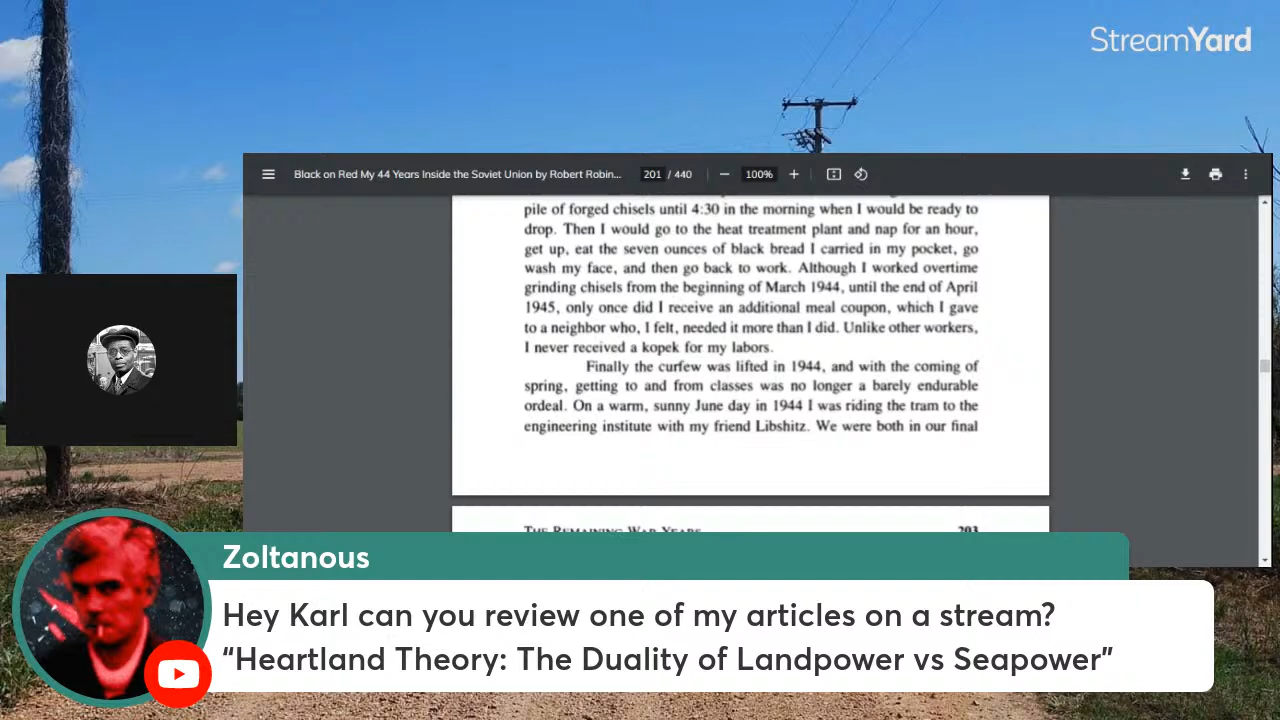 StreamYard
Black on Red My 44 Years Inside the Soviet Union by Robert Robin... 201 / 440 100%
pile of forged chisels until 4:30 in the morning when I would be ready to
drop. Then I would go to the heat treatment plant and nap for an hour,
get up, eat the seven ounces of black bread I carried in my pocket, go
wash my face, and then go back to work. Although I worked overtime
grinding chisels from the beginning of March 1944, until the end of April
1945, only once did I receive an additional meal coupon, which I gave
to a neighbor who, I felt, needed it more than I did. Unlike other workers,
I never received a kopek for my labors.
Finally the curfew was lifted in 1944, and with the coming of
spring, getting to and from classes was no longer a barely endurable
ordeal. On a warm, sunny June day in 1944 I was riding the tram to the
engineering institute with my friend Libshitz. We were both in our final
THE REMAINING WAR YEARS 203
Zoltanous
Hey Karl can you review one of my articles on a stream?
“Heartland Theory: The Duality of Landpower vs Seapower”